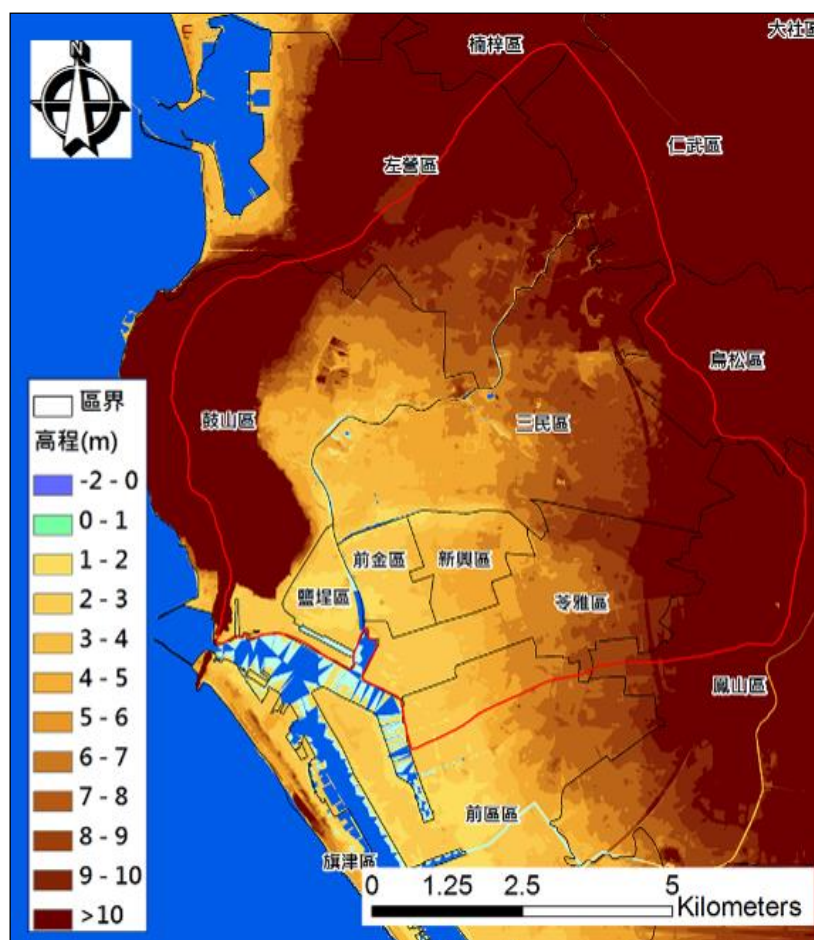 N
楠梓區
大社區
仁武區
左營區
鳥松區
鼓山區
三民區
前金區
新興區
鹽埕區
苓雅區
鳳山區
前區區
旗津區
區界
高程(m)
-2 - 0
0 - 1
1 - 2
2 - 3
3 - 4
4 - 5
5 - 6
6 - 7
7 - 8
8 - 9
9 - 10
>10
0 1.25 2.5 5
Kilometers